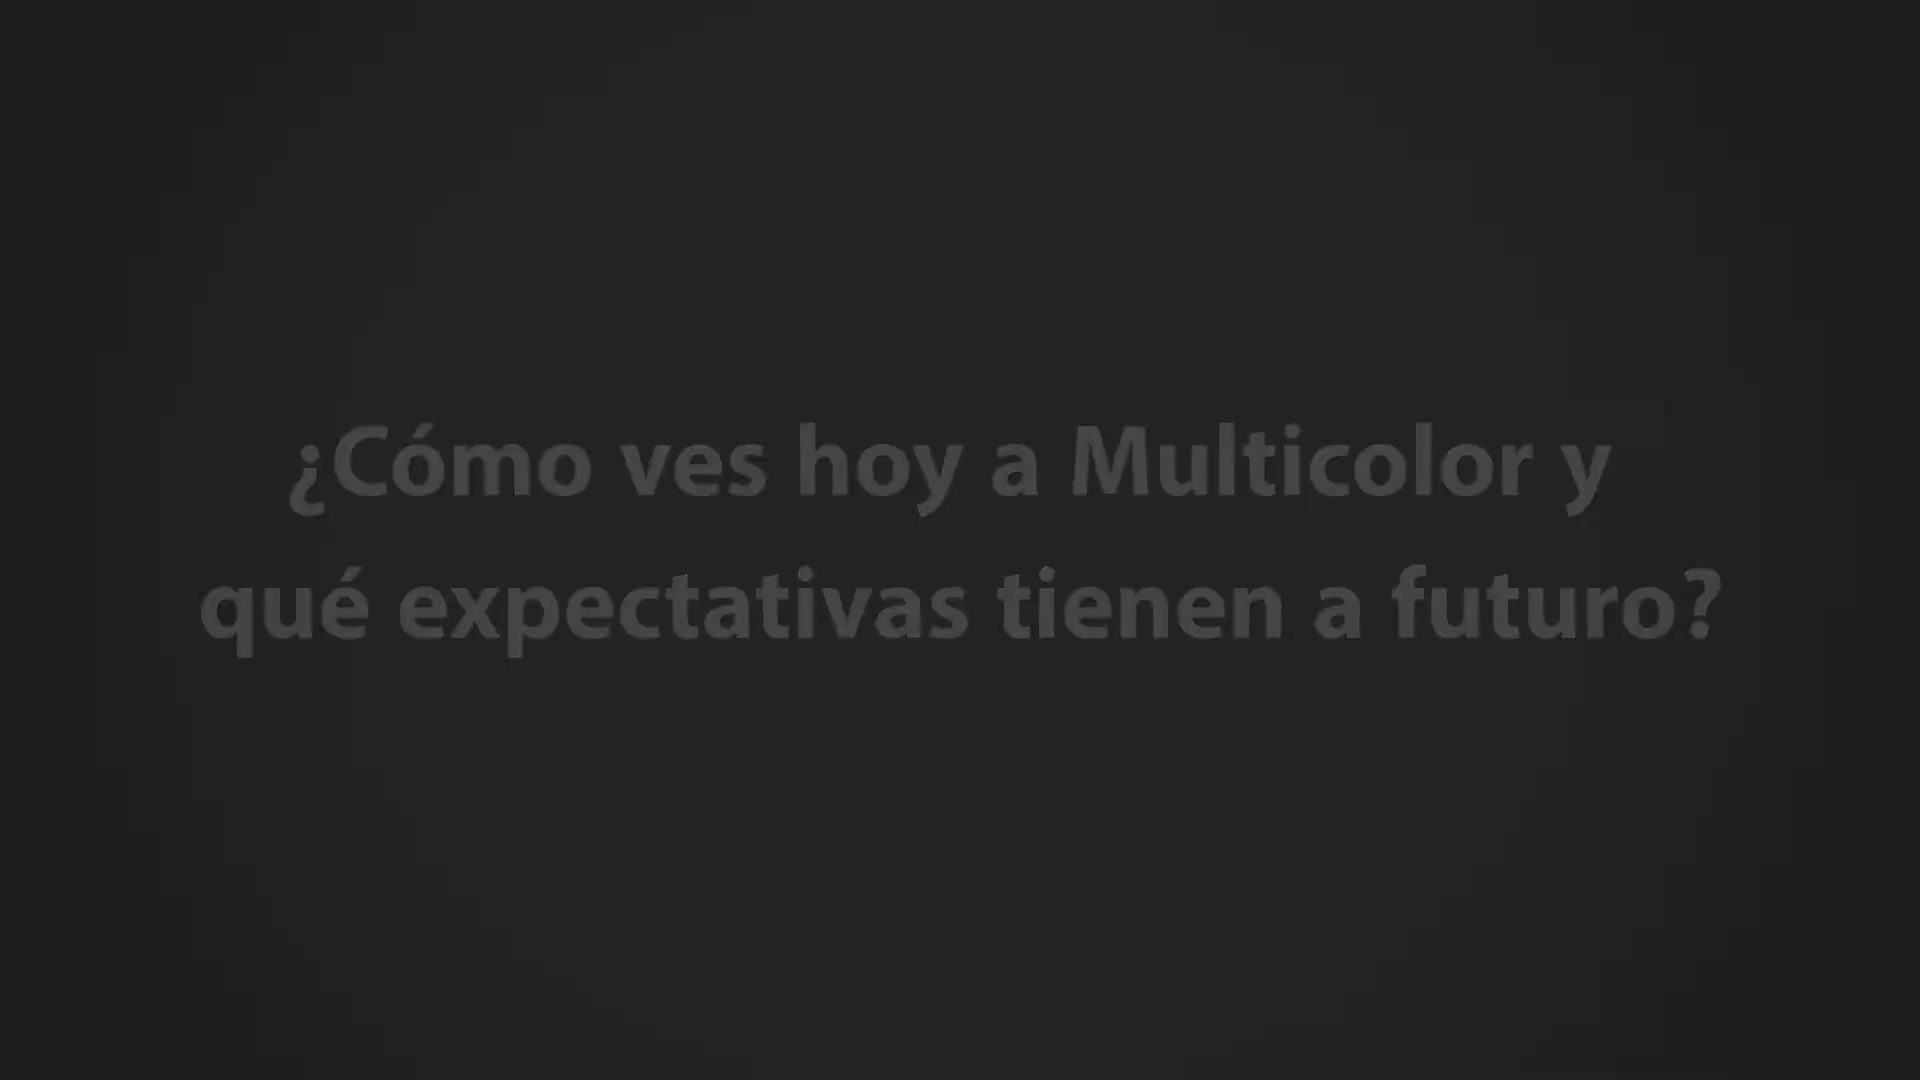 ¿Cómo ves hoy a Multicolor y
qué expectativas tienen a futuro?